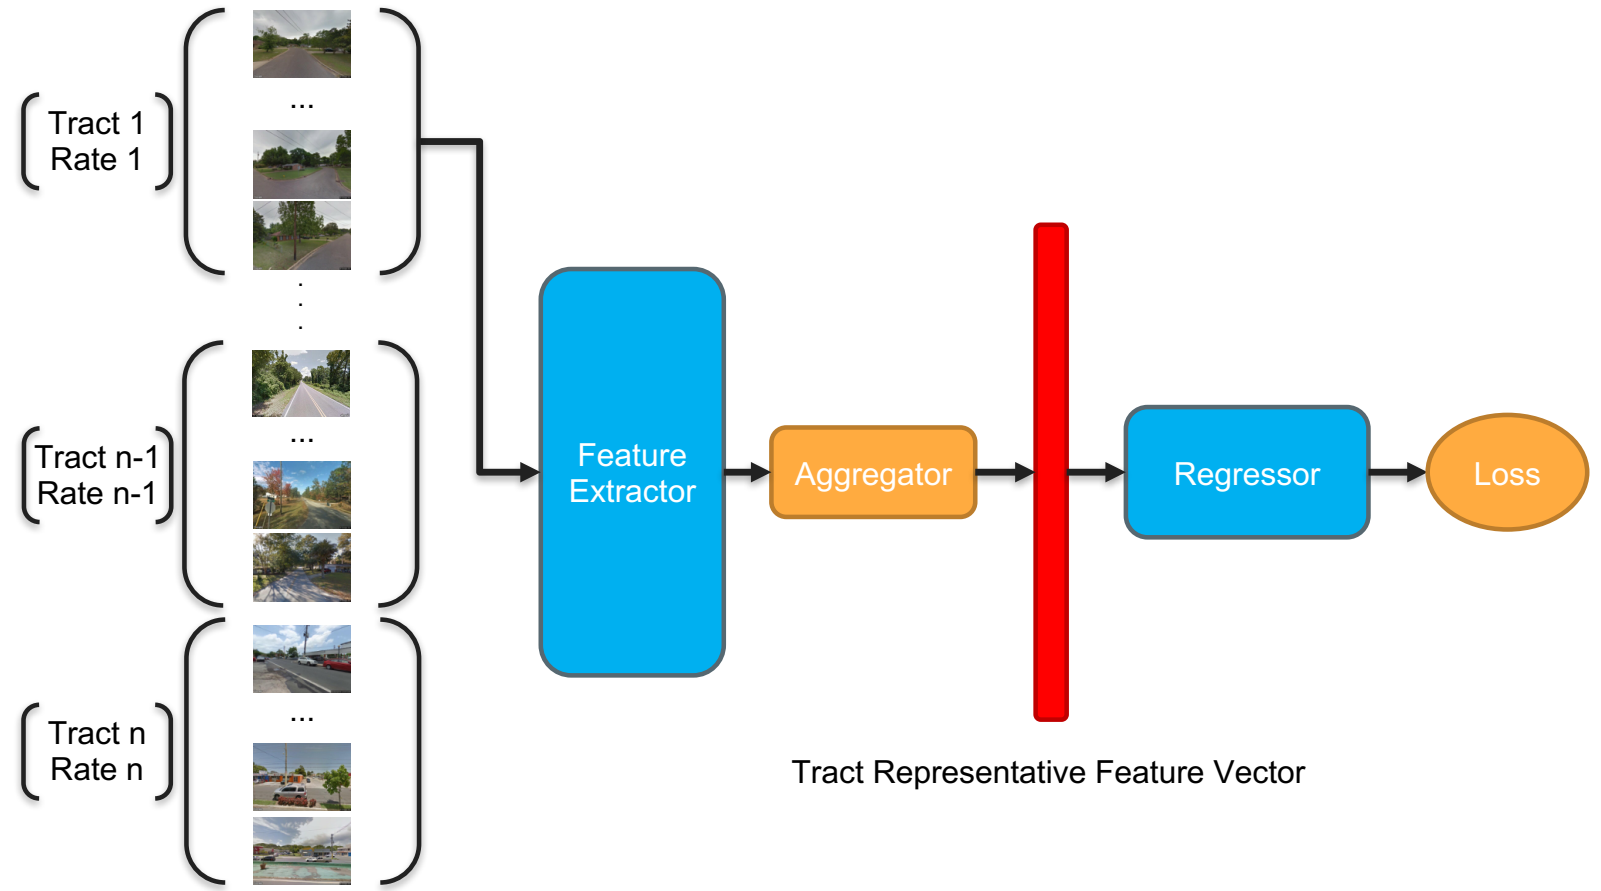 Tract 1
Rate 1
...
.
.
.
Tract n-1
Rate n-1
...
Tract n
Rate n
...
Feature
Extractor
Aggregator
Regressor
Loss
Tract Representative Feature Vector